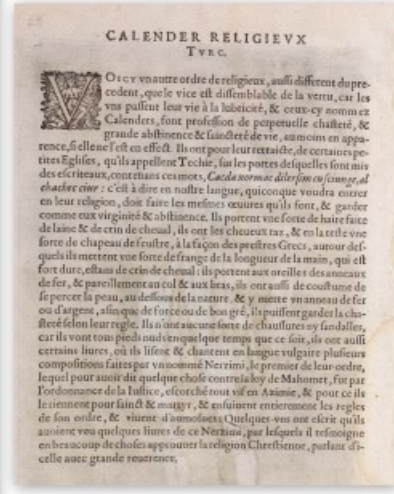 CALENDER RELIGIEVX
TVRC.
VOICY vn autre ordre de religieux, aussi different du pre-
cedent, que le vice est dissemblable de la vertu, car les
vns passent leur vie à la lubricité, & ceux-cy nommez
Calenders, font profession de perpetuelle chasteté, &
grande abstinence & saincteté de vie, au moins en appa-
rence, si elle n'est en effect. Ils ont pour leur retraicte, de certaines pe-
tites Eglises, qu'ils appellent Techie, sur les portes desquelles sont mis
des escriteaux, contenans ces mots, Cacda normac dilersin cusciunge, al
chachec ciur : c'est à dire en nostre langue, quiconque voudra entrer
en leur religion, doit faire les mesmes œuures qu'ils font, & garder
comme eux virginité & abstinence. Ils portent vne sorte de haire faite
de laine & de crin de cheual, ils ont les cheueux raz, & en la teste vne
sorte de chapeau de feustre, à la façon des prestres Grecs, autour des-
quels ils mettent vne sorte de frange de la longueur de la main, qui est
fort dure, estans de crin de cheual : ils portent aux oreilles des anneaux
de fer, & pareillement au col & aux bras, ils ont aussi de coustume de
se percer la peau, au dessous de la nature, & y mettre vn anneau de fer
ou d'argent, afin que de force ou de bon gré, ils puissent garder la cha-
steté selon leur regle. Ils n'ont aucune sorte de chaussures ny sandalles,
car ils vont tous pieds nuds en quelque temps que ce soit, ils ont aussi
certains liures, où ils lisent & chantent en langue vulgaire plusieurs
compositions faites par vn nommé Nerzimi, le premier de leur ordre,
lequel pour auoir dit quelque chose contre la loy de Mahomet, fut par
l'ordonnance de la Iustice, escorché tout vif en Azimie, & pour ce ils
le tiennent pour sainct & martyr, & ensuiuent entierement les regles
de son ordre, & viuent d'aumosnes: Quelques-vns ont escrit qu'ils
auoient veu quelques liures de ce Nerzimi, par lesquels il tesmoigne
en beaucoup de choses approuuer la religion Chrestienne, parlant d'i-
celle auec grande reuerence.